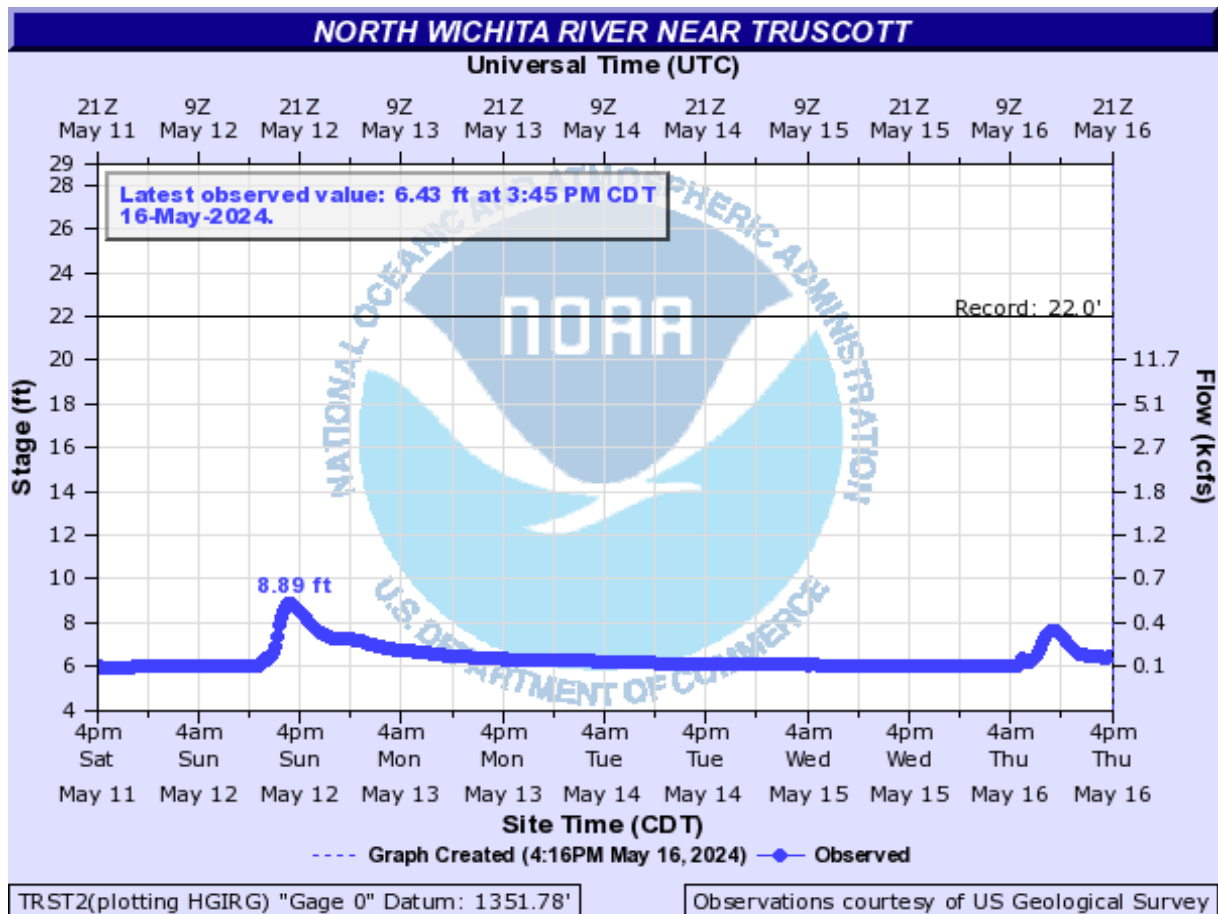 NORTH WICHITA RIVER NEAR TRUSCOTT
Universal Time (UTC)
21Z 9Z 21Z 9Z 21Z 9Z 21Z 9Z 21Z 9Z 21Z
May 11 May 12 May 12 May 13 May 13 May 14 May 14 May 15 May 15 May 16 May 16
Latest observed value: 6.43 ft at 3:45 PM CDT
16-May-2024.
NATIONAL OCEANIC AND ATMOSPHERIC ADMINISTRATION
NOAA
U.S. DEPARTMENT OF COMMERCE
Record: 22.0'
8.89 ft
Stage (ft)
29
28
26
24
22
20
18
16
14
12
10
8
6
4
Flow (kcfs)
11.7
5.1
2.7
1.8
1.2
0.7
0.4
0.1
4pm 4am 4pm 4am 4pm 4am 4pm 4am 4pm 4am 4pm
Sat Sun Sun Mon Mon Tue Tue Wed Wed Thu Thu
May 11 May 12 May 12 May 13 May 13 May 14 May 14 May 15 May 15 May 16 May 16
Site Time (CDT)
Graph Created (4:16PM May 16, 2024) Observed
TRST2(plotting HGIRG) "Gage 0" Datum: 1351.78'
Observations courtesy of US Geological Survey